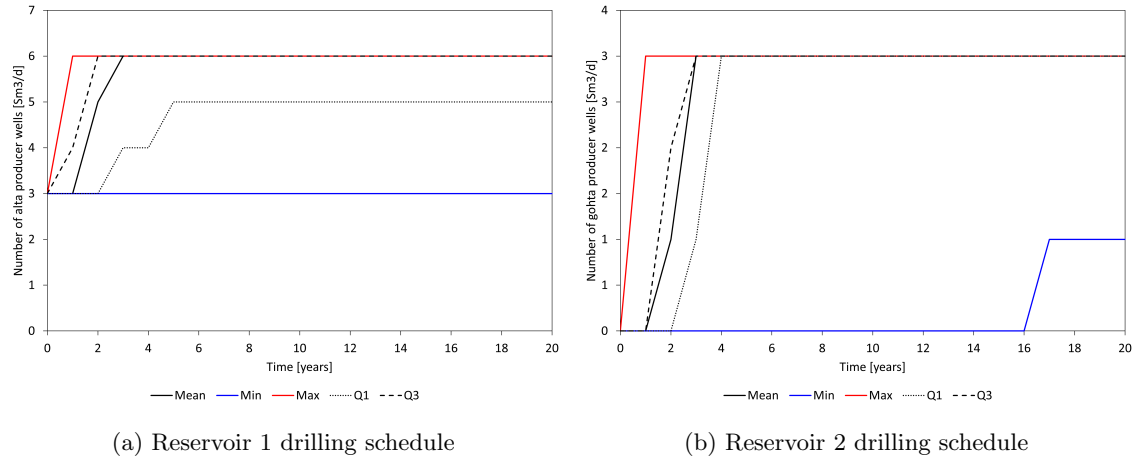 Number of alta producer wells [Sm3/d]
7
6
5
4
3
2
1
0
0 2 4 6 8 10 12 14 16 18 20
Time [years]
Mean Min Max Q1 Q3
(a) Reservoir 1 drilling schedule
Number of gohta producer wells [Sm3/d]
4
3
3
2
2
1
1
0
0 2 4 6 8 10 12 14 16 18 20
Time [years]
Mean Min Max Q1 Q3
(b) Reservoir 2 drilling schedule